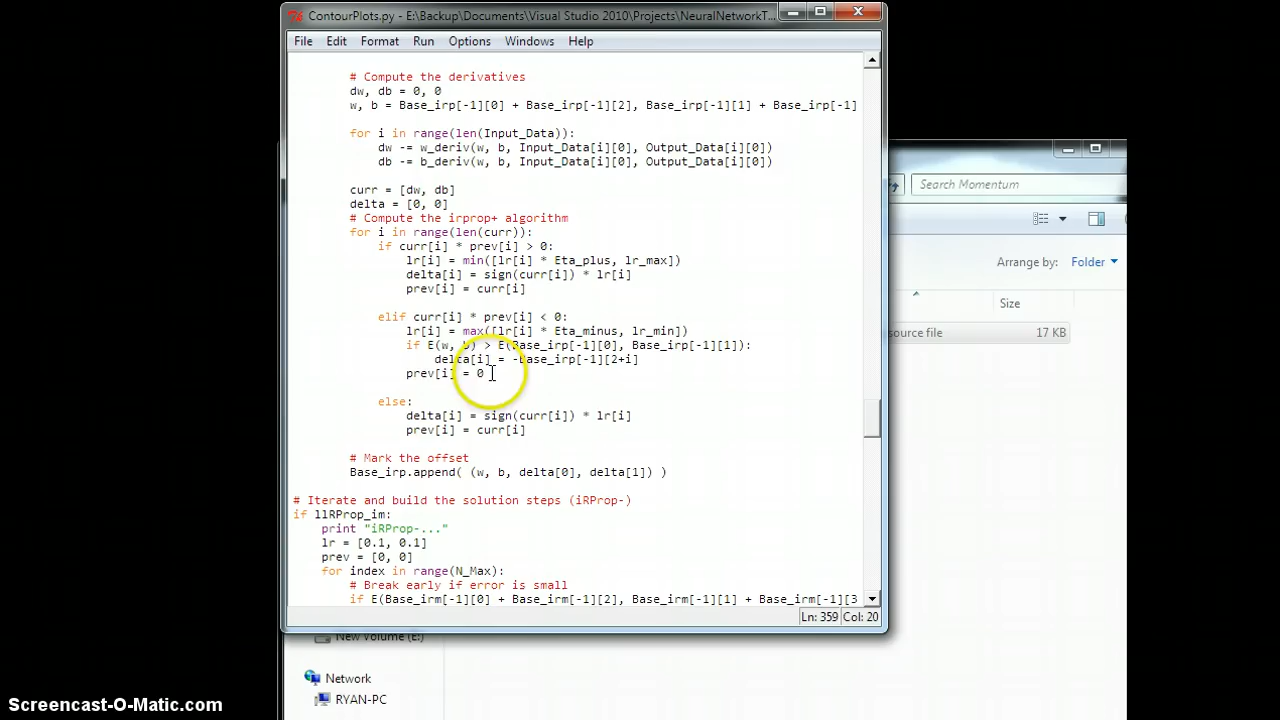 ContourPlots.py - E:\Backup\Documents\Visual Studio 2010\Projects\NeuralNetworkT...
File Edit Format Run Options Windows Help
# Compute the derivatives
dw, db = 0, 0
w, b = Base_irp[-1][0] + Base_irp[-1][2], Base_irp[-1][1] + Base_irp[-1]
for i in range(len(Input_Data)):
dw -= w_deriv(w, b, Input_Data[i][0], Output_Data[i][0])
db -= b_deriv(w, b, Input_Data[i][0], Output_Data[i][0])
curr = [dw, db]
delta = [0, 0]
# Compute the irprop+ algorithm
for i in range(len(curr)):
if curr[i] * prev[i] > 0:
lr[i] = min([lr[i] * Eta_plus, lr_max])
delta[i] = sign(curr[i]) * lr[i]
prev[i] = curr[i]
elif curr[i] * prev[i] < 0:
lr[i] = max([lr[i] * Eta_minus, lr_min])
if E(w, b) > E(Base_irp[-1][0], Base_irp[-1][1]):
delta[i] = -Base_irp[-1][2+i]
prev[i] = 0
else:
delta[i] = sign(curr[i]) * lr[i]
prev[i] = curr[i]
# Mark the offset
Base_irp.append( (w, b, delta[0], delta[1]) )
# Iterate and build the solution steps (iRProp-)
if llRProp_im:
print "iRProp-..."
lr = [0.1, 0.1]
prev = [0, 0]
for index in range(N_Max):
# Break early if error is small
if E(Base_irm[-1][0] + Base_irm[-1][2], Base_irm[-1][1] + Base_irm[-1][3
Ln: 359 Col: 20
Search Momentum
Arrange by: Folder
Size
source file 17 KB
New Volume (E:)
Network
RYAN-PC
Screencast-O-Matic.com